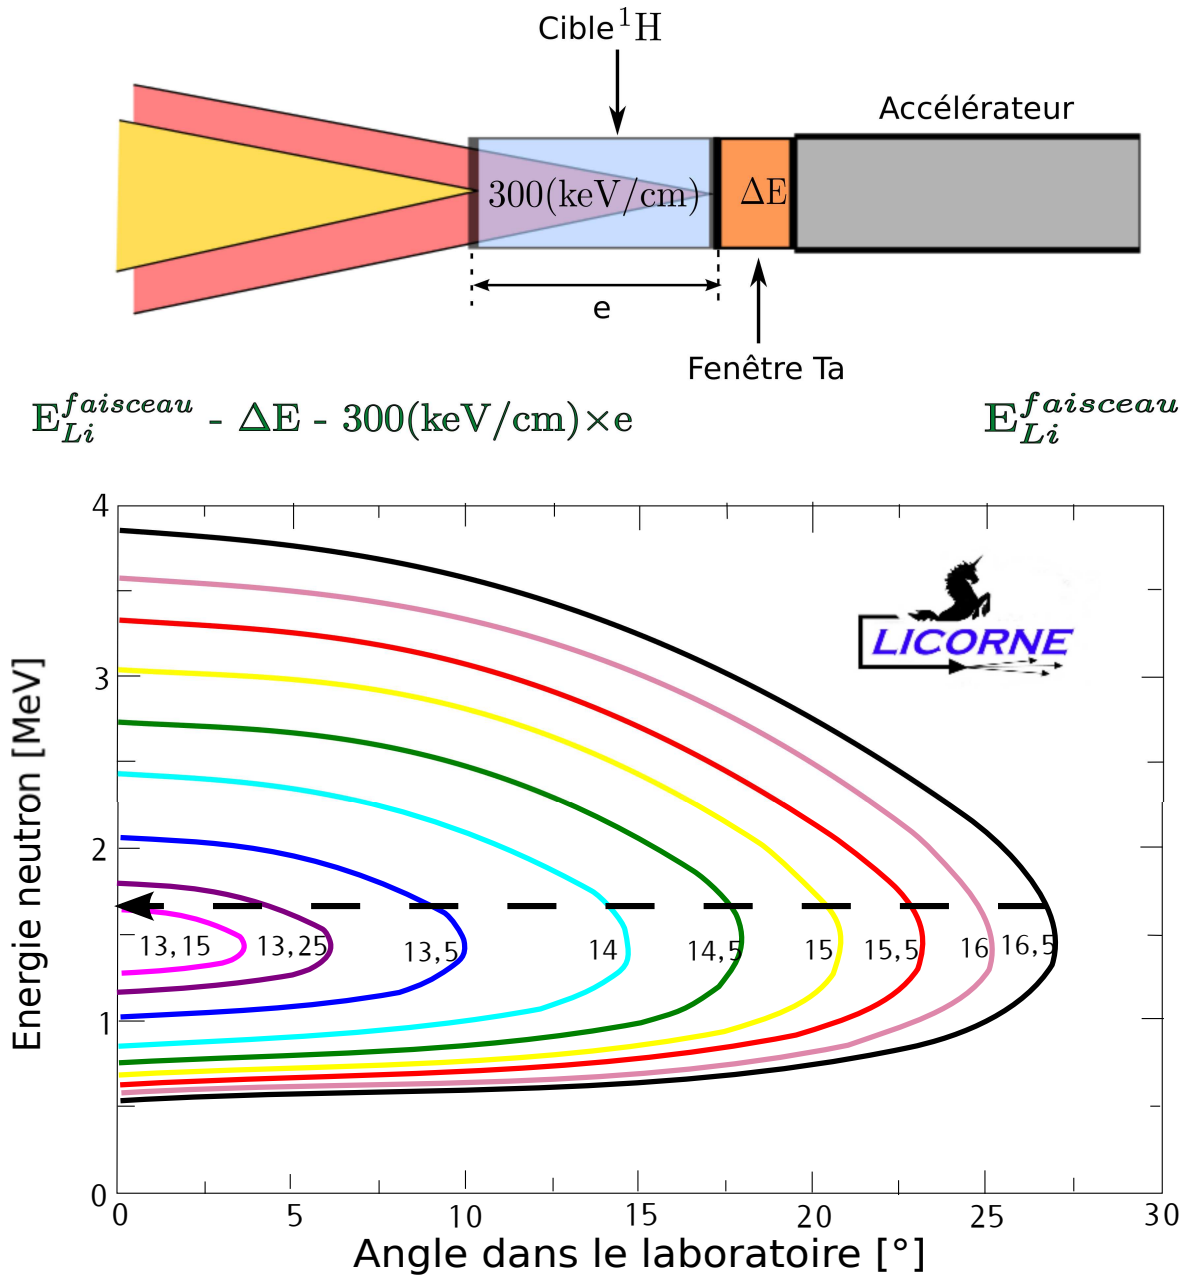 Cible ¹H
Accélérateur
300(keV/cm)
ΔE
e
Fenêtre Ta
E_{Li}^{faisceau} - ΔE - 300(keV/cm)×e
E_{Li}^{faisceau}
4
3
2
1
0
Energie neutron [MeV]
LICORNE
13,15
13,25
13,5
14
14,5
15
15,5
16
16,5
0
5
10
15
20
25
30
Angle dans le laboratoire [°]